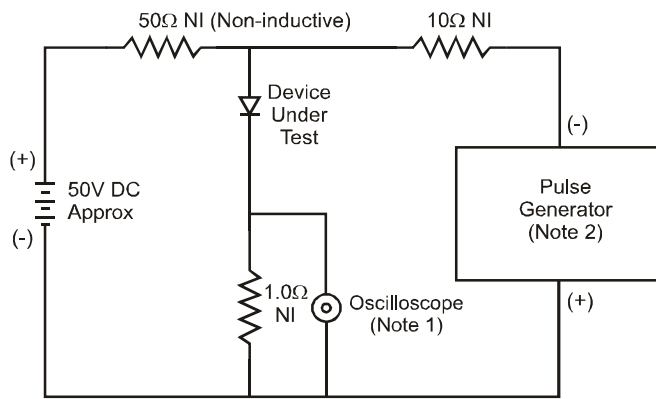 50Ω NI (Non-inductive)
10Ω NI
Device
Under
Test
(-)
(+)
50V DC
Approx
(-)
Pulse
Generator
(Note 2)
1.0Ω
NI
Oscilloscope
(Note 1)
(+)